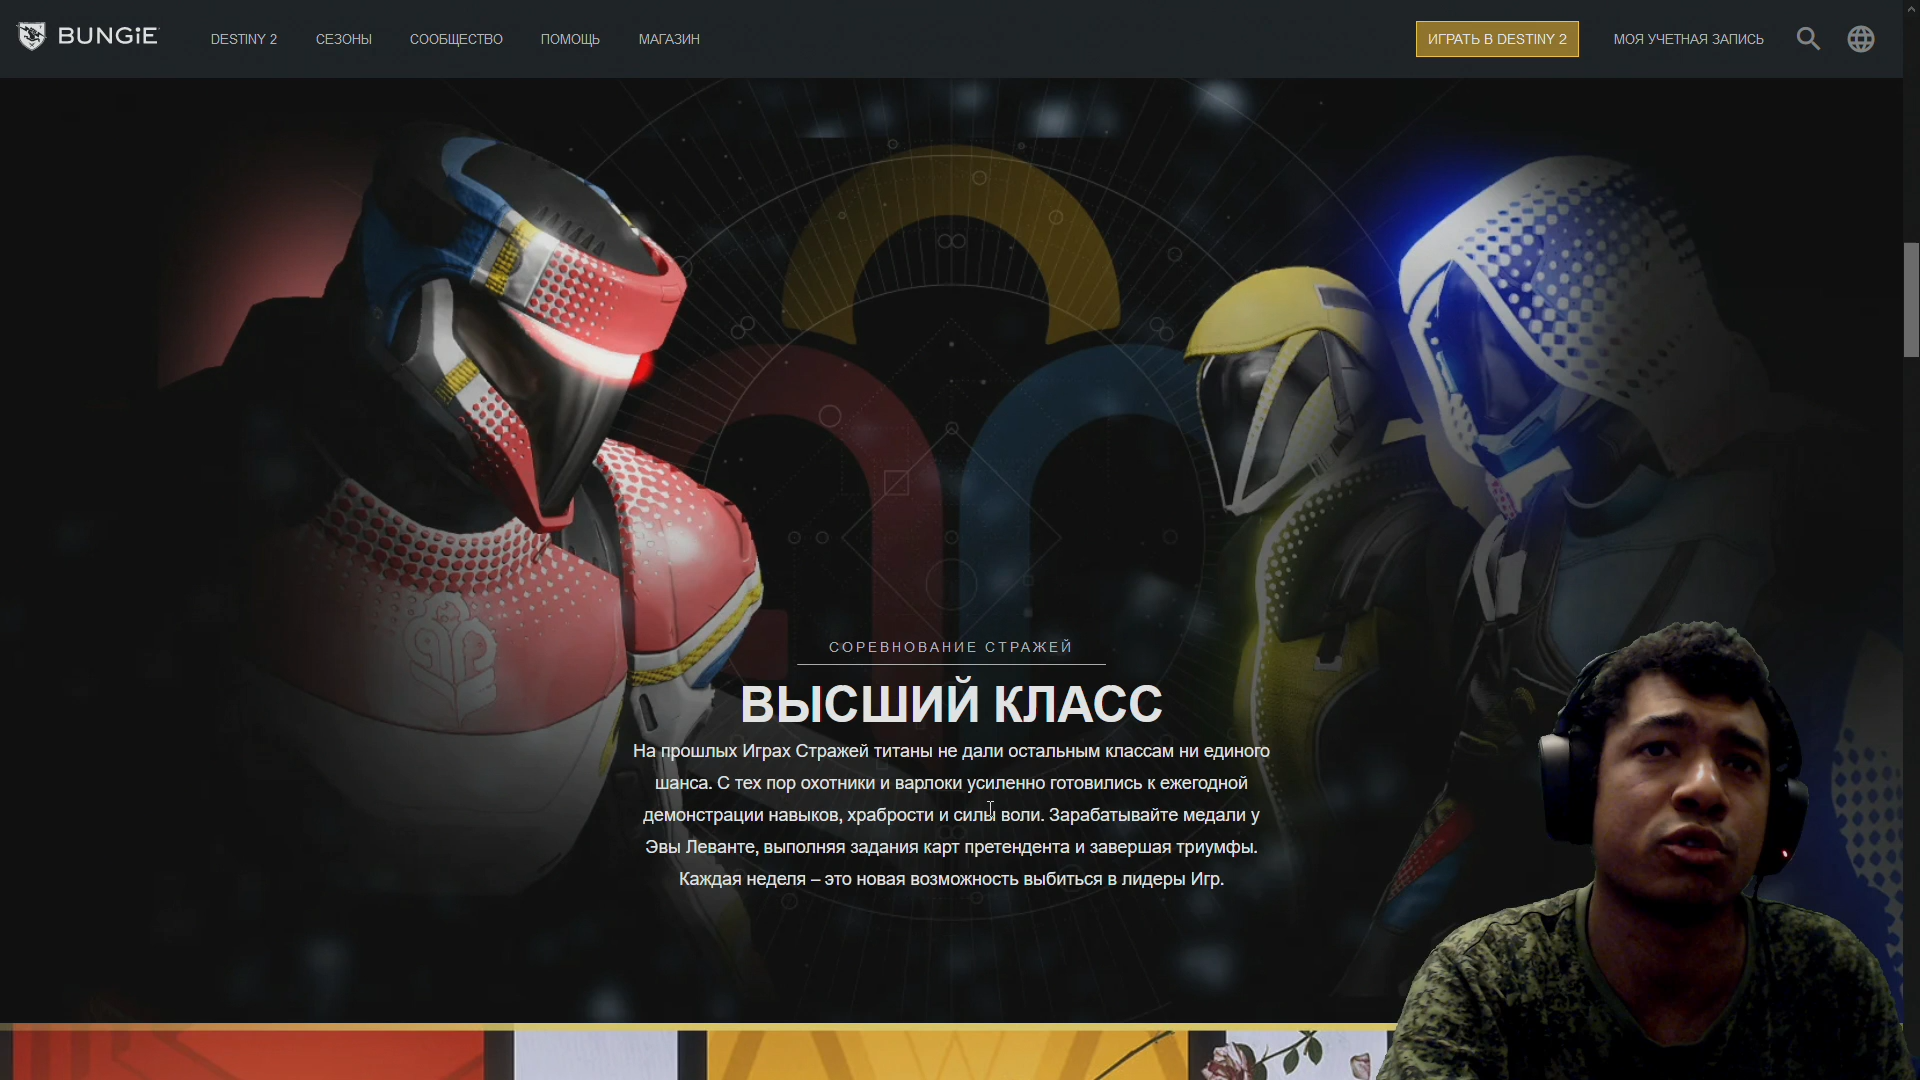 BUNGiE
DESTINY 2
СЕЗОНЫ
СООБЩЕСТВО
ПОМОЩЬ
МАГАЗИН
ИГРАТЬ В DESTINY 2
МОЯ УЧЕТНАЯ ЗАПИСЬ
СОРЕВНОВАНИЕ СТРАЖЕЙ
ВЫСШИЙ КЛАСС
На прошлых Играх Стражей титаны не дали остальным классам ни единого
шанса. С тех пор охотники и варлоки усиленно готовились к ежегодной
демонстрации навыков, храбрости и силы воли. Зарабатывайте медали у
Эвы Леванте, выполняя задания карт претендента и завершая триумфы.
Каждая неделя – это новая возможность выбиться в лидеры Игр.